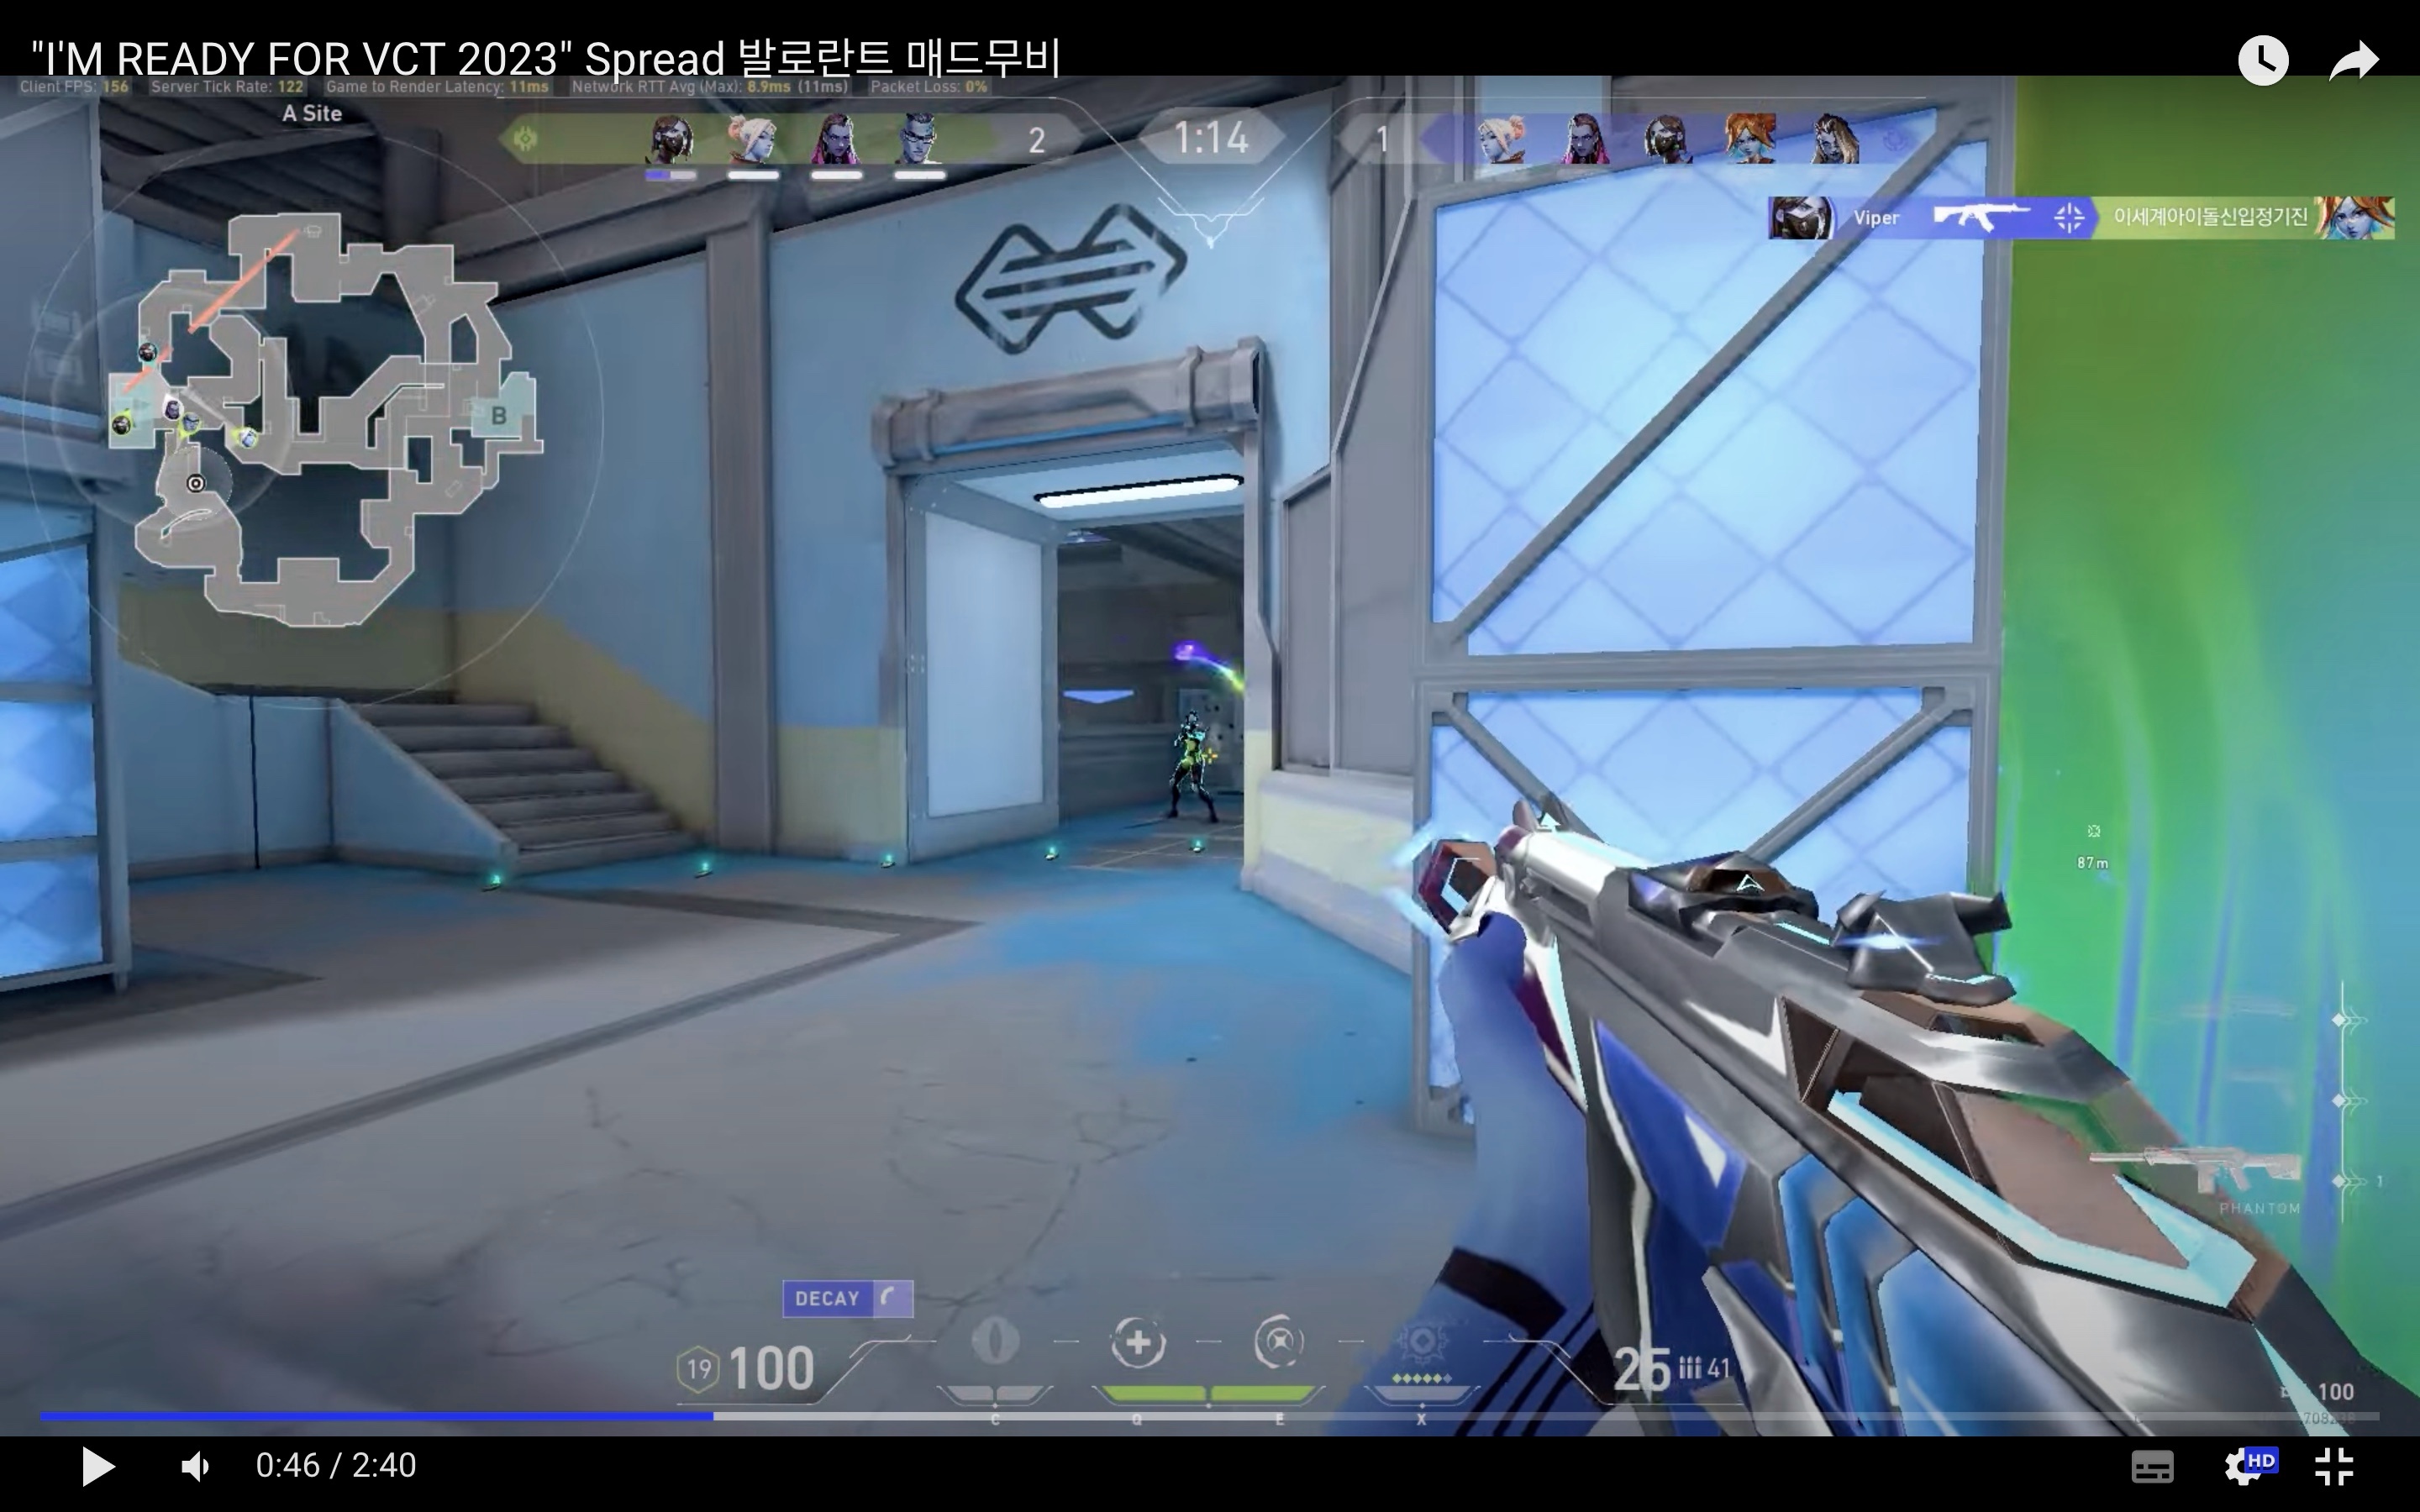 "I'M READY FOR VCT 2023" Spread 발로란트 매드무비
Client FPS: 156 Server Tick Rate: 122 Game to Render Latency: 11ms Network RTT Avg (Max): 8.9ms (11ms) Packet Loss: 0%
A Site
2 1:14 1
Viper 이세계아이돌신입정기진
B
87m
1
PHANTOM
DECAY
19 100
25 41
100
C Q E X
0:46 / 2:40
HD